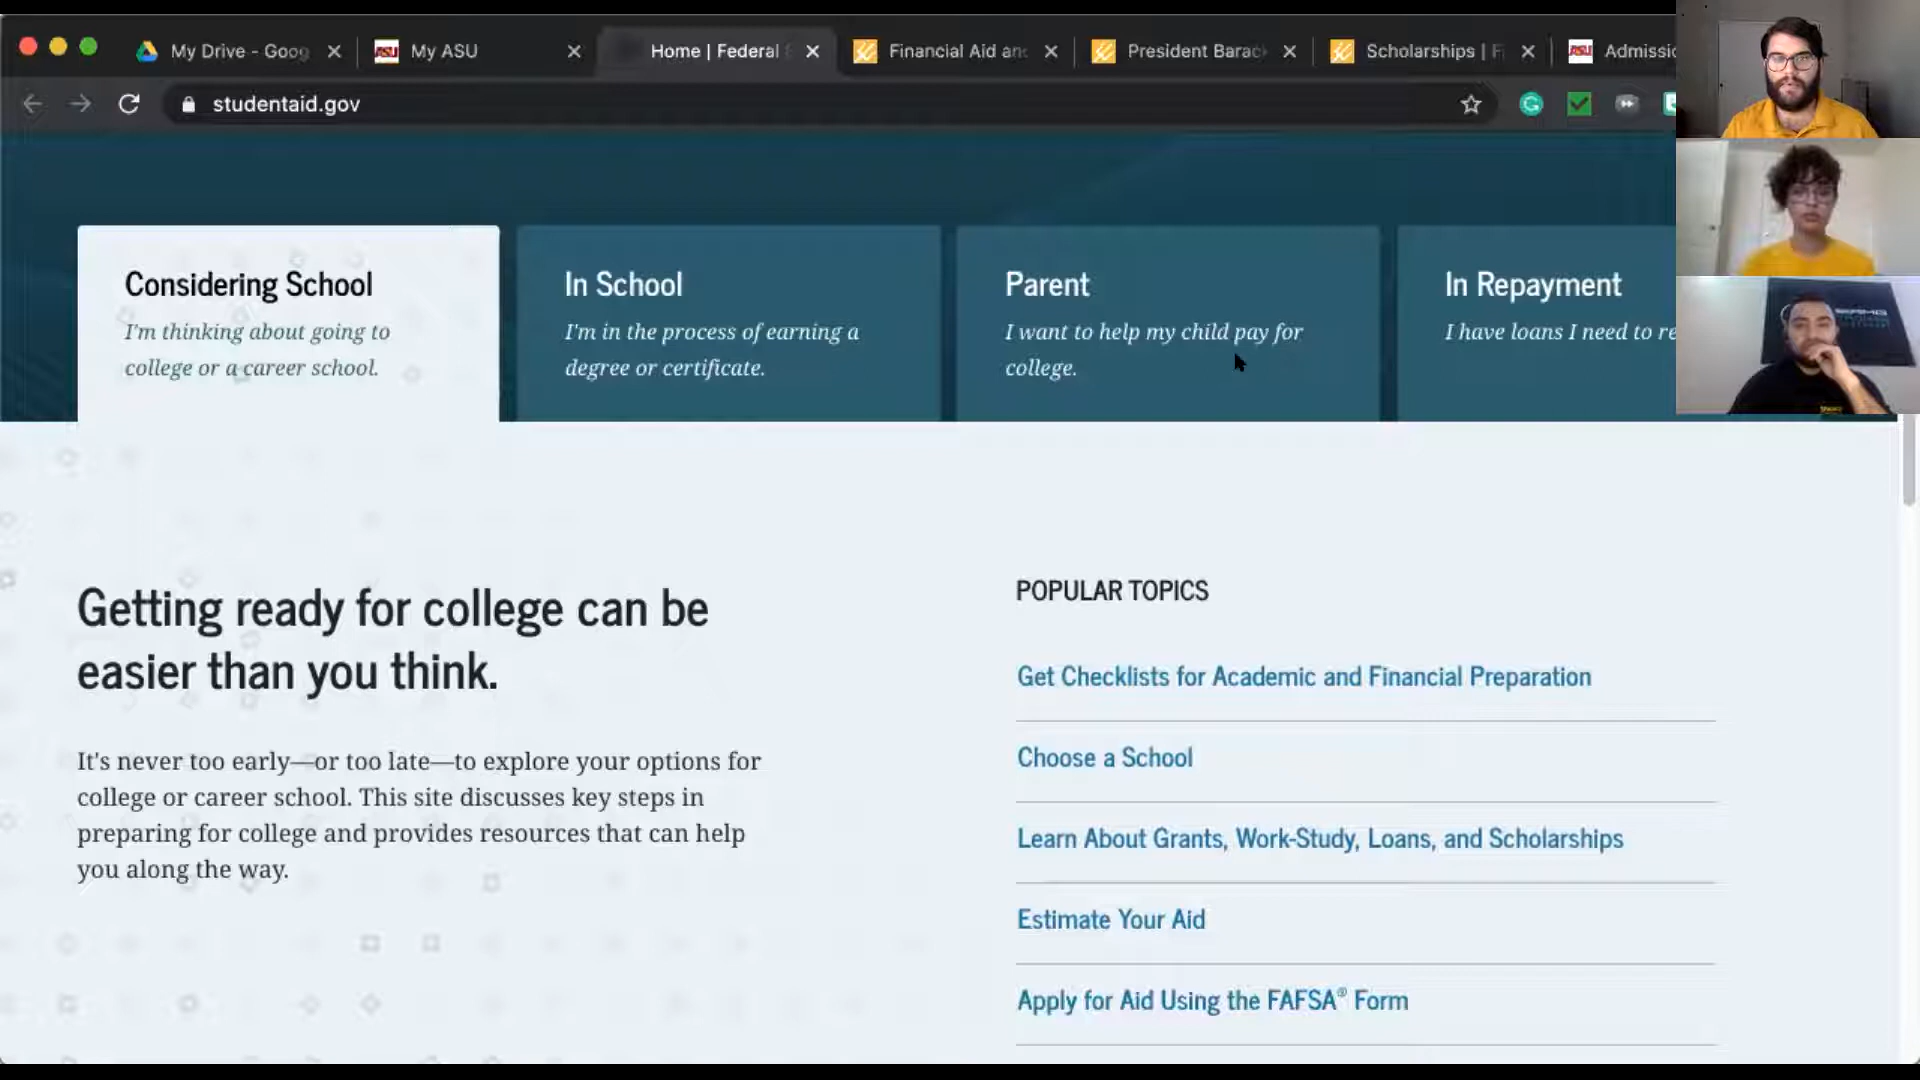 My Drive - Goog
My ASU
Home | Federal
Financial Aid and
President Barack
Scholarships | F
Admissic
studentaid.gov
Considering School
I'm thinking about going to
college or a career school.
In School
I'm in the process of earning a
degree or certificate.
Parent
I want to help my child pay for
college.
In Repayment
I have loans I need to re
Getting ready for college can be
easier than you think.
It's never too early—or too late—to explore your options for
college or career school. This site discusses key steps in
preparing for college and provides resources that can help
you along the way.
POPULAR TOPICS
Get Checklists for Academic and Financial Preparation
Choose a School
Learn About Grants, Work-Study, Loans, and Scholarships
Estimate Your Aid
Apply for Aid Using the FAFSA® Form